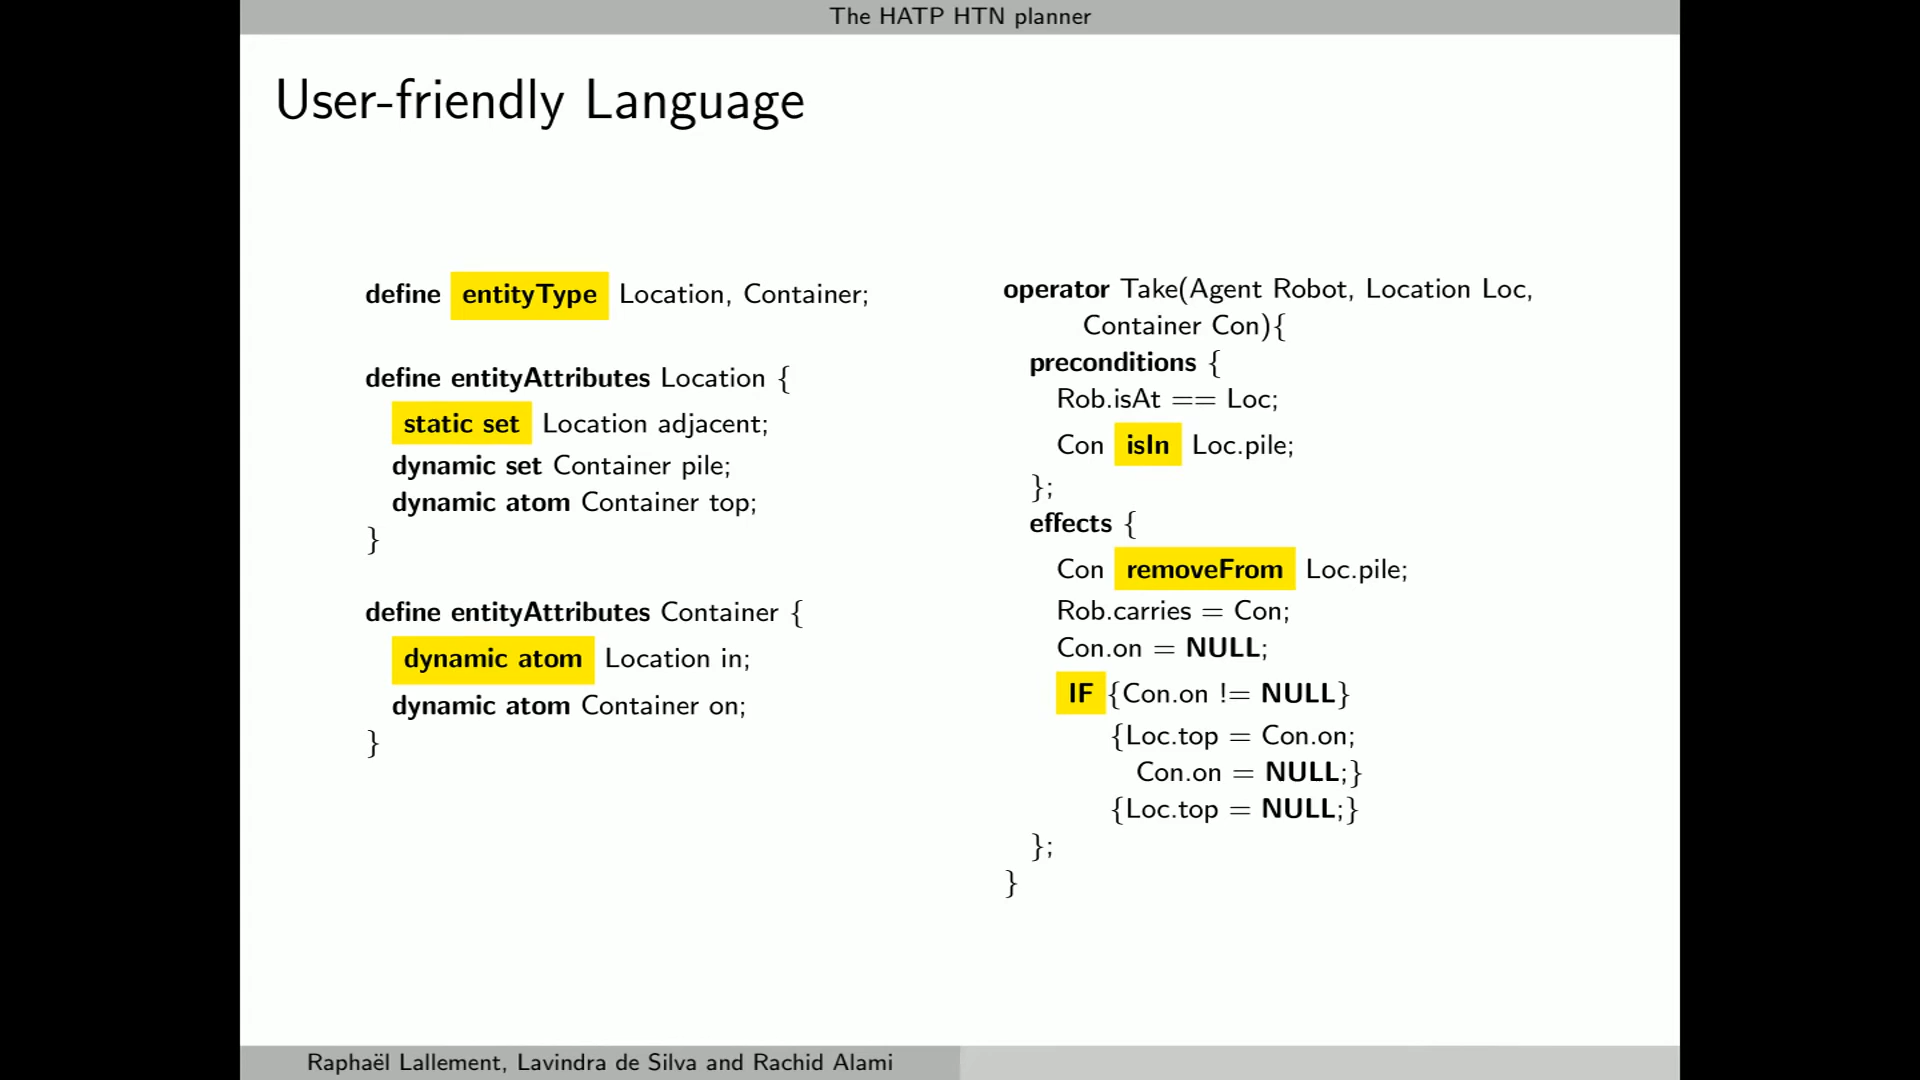 The HATP HTN planner
User-friendly Language
define entityType Location, Container;
define entityAttributes Location {
static set Location adjacent;
dynamic set Container pile;
dynamic atom Container top;
}
define entityAttributes Container {
dynamic atom Location in;
dynamic atom Container on;
}
operator Take(Agent Robot, Location Loc,
Container Con){
preconditions {
Rob.isAt == Loc;
Con isIn Loc.pile;
};
effects {
Con removeFrom Loc.pile;
Rob.carries = Con;
Con.on = NULL;
IF {Con.on != NULL}
{Loc.top = Con.on;
Con.on = NULL;}
{Loc.top = NULL;}
};
}
Raphaël Lallement, Lavindra de Silva and Rachid Alami